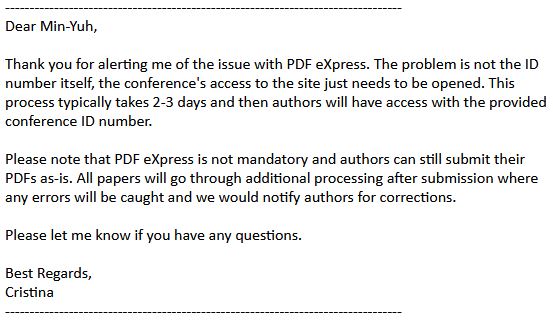 --------------------------------------------------------------------------------
Dear Min-Yuh,
Thank you for alerting me of the issue with PDF eXpress. The problem is not the ID
number itself, the conference's access to the site just needs to be opened. This
process typically takes 2-3 days and then authors will have access with the provided
conference ID number.
Please note that PDF eXpress is not mandatory and authors can still submit their
PDFs as-is. All papers will go through additional processing after submission where
any errors will be caught and we would notify authors for corrections.
Please let me know if you have any questions.
Best Regards,
Cristina
--------------------------------------------------------------------------------